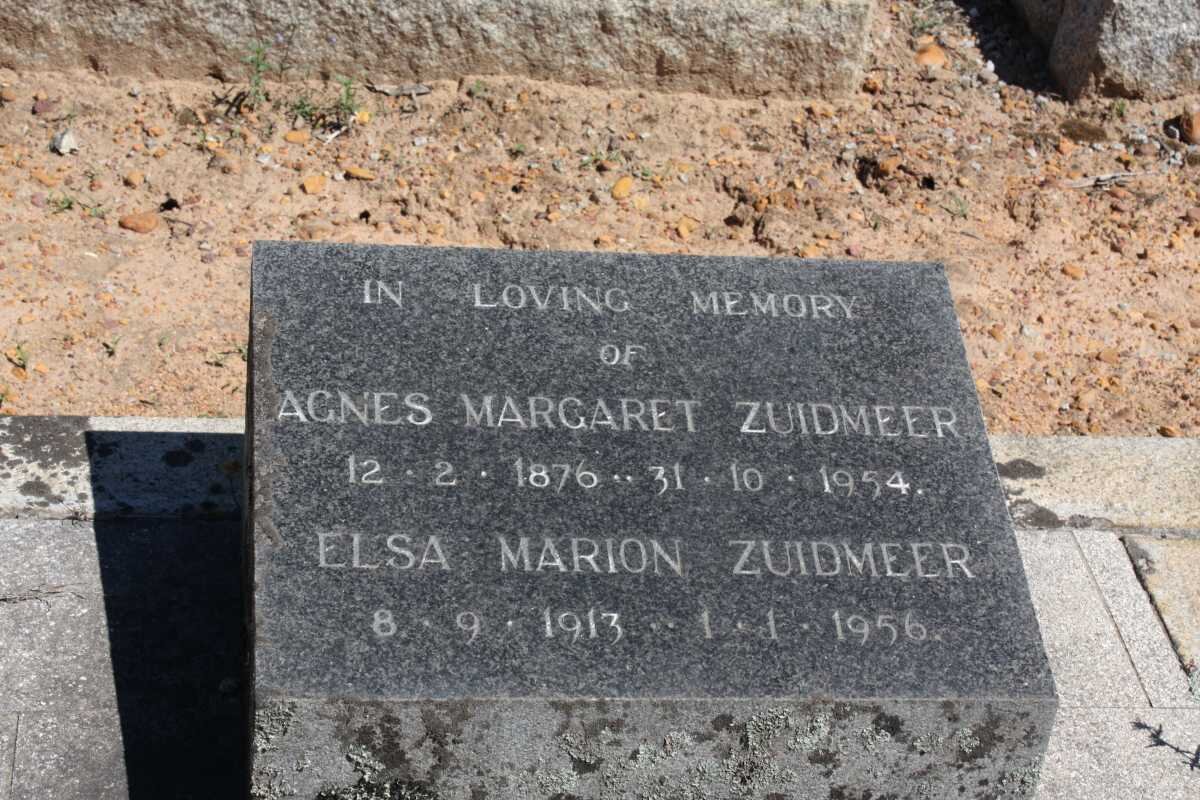 IN LOVING MEMORY
OF
AGNES MARGARET ZUIDMEER
12 · 2 · 1876 ·· 31 · 10 · 1954.
ELSA MARION ZUIDMEER
8 · 9 · 1913 ·· 1 · 1 · 1956.